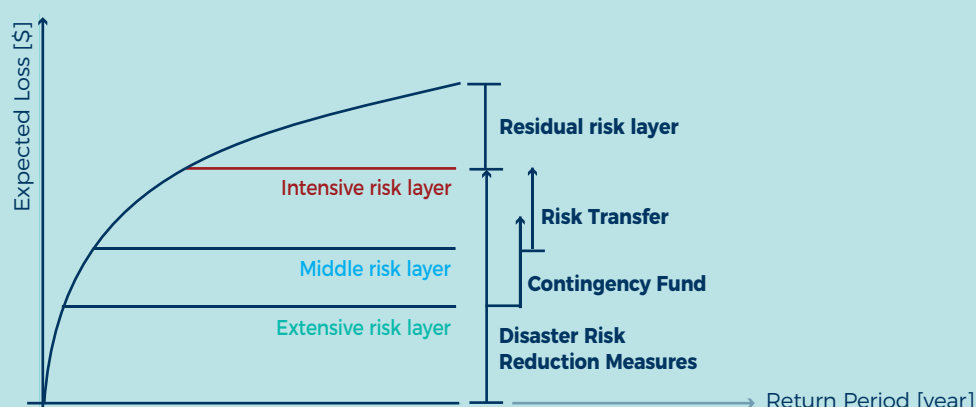 Expected Loss [$]
Residual risk layer
Intensive risk layer
Risk Transfer
Middle risk layer
Contingency Fund
Extensive risk layer
Disaster Risk
Reduction Measures
Return Period [year]